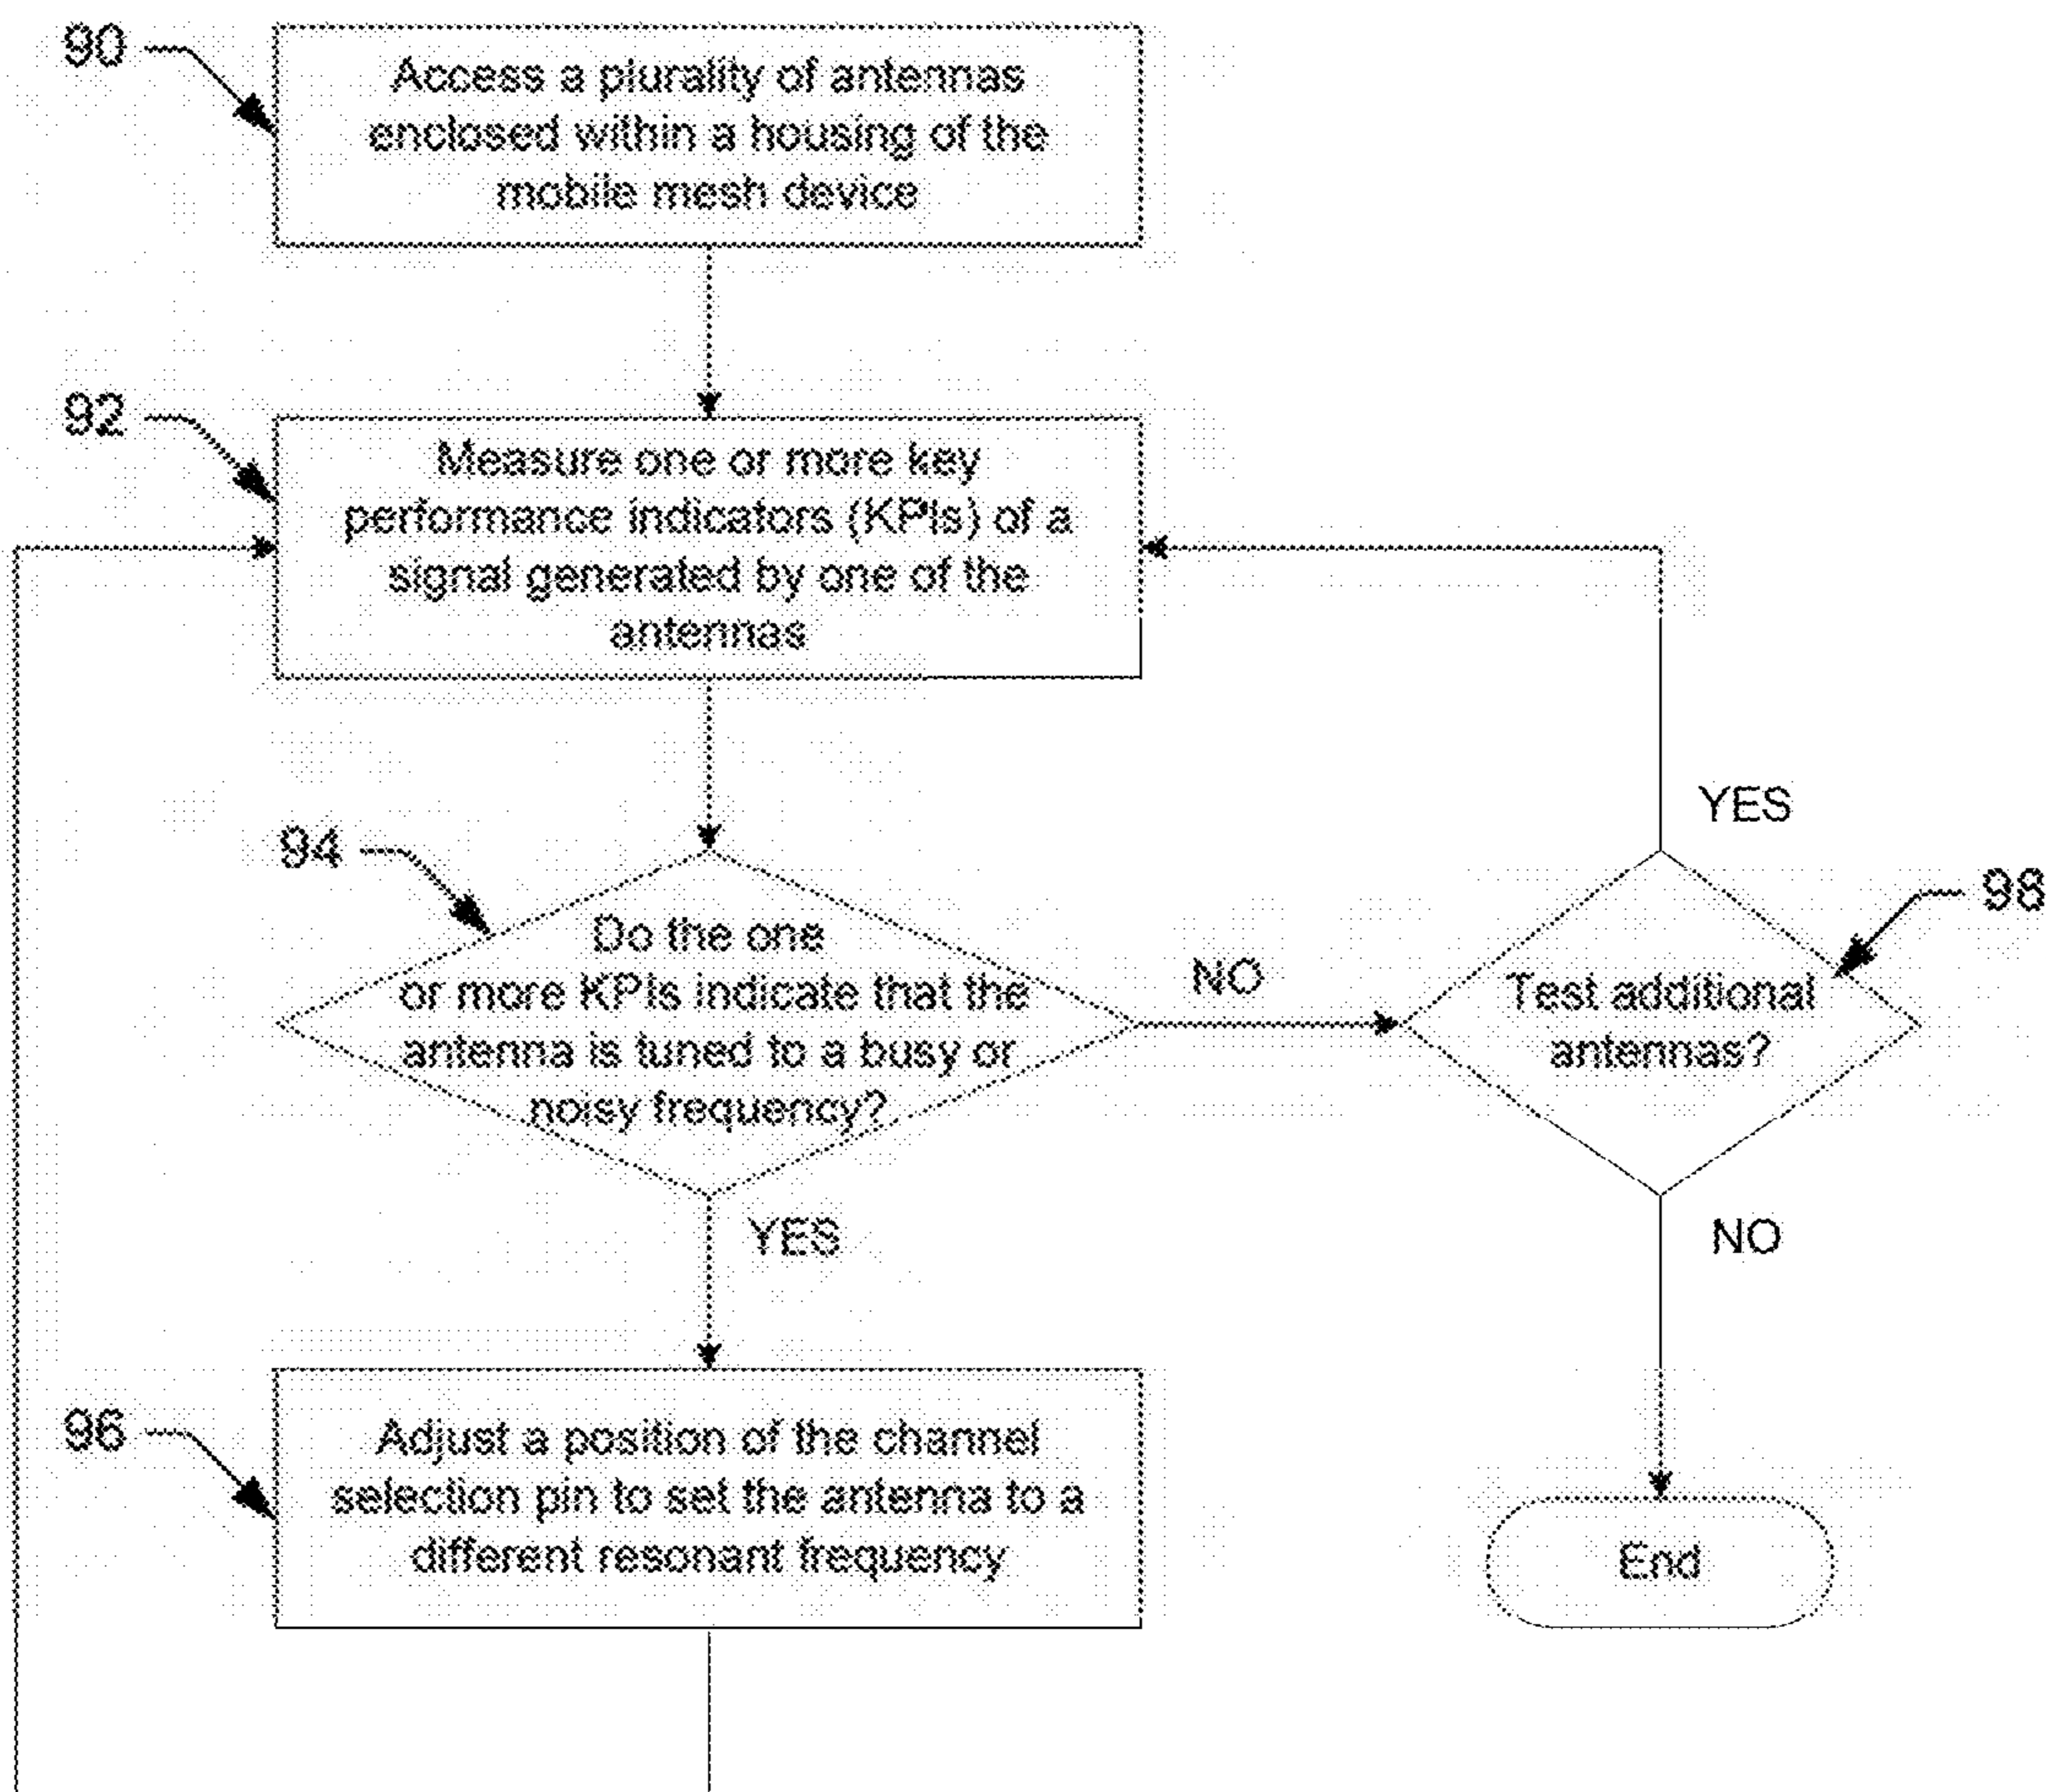 90
Access a plurality of antennas
enclosed within a housing of the
mobile mesh device
92
Measure one or more key
performance indicators (KPIs) of a
signal generated by one of the
antennas
94
Do the one
or more KPIs indicate that the
antenna is tuned to a busy or
noisy frequency?
NO
YES
98
Test additional
antennas?
YES
NO
96
Adjust a position of the channel
selection pin to set the antenna to a
different resonant frequency
End